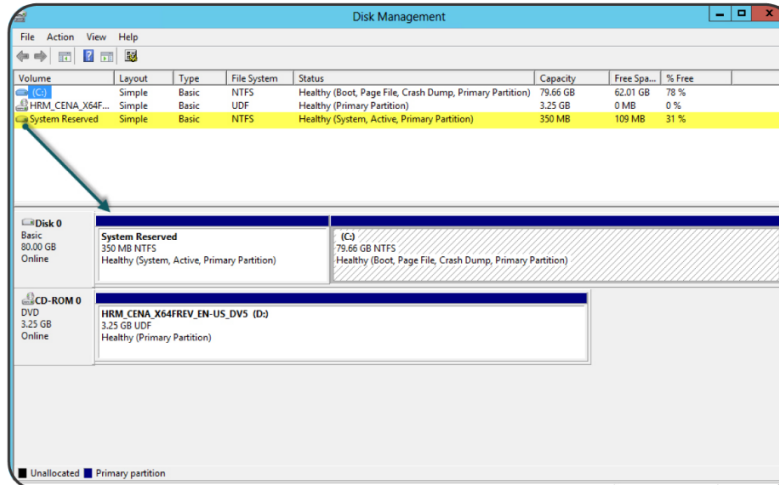 Disk Management
File Action View Help
Volume Layout Type File System Status Capacity Free Spa... % Free
(C:) Simple Basic NTFS Healthy (Boot, Page File, Crash Dump, Primary Partition) 79.66 GB 62.01 GB 78 %
HRM_CENA_X64F... Simple Basic UDF Healthy (Primary Partition) 3.25 GB 0 MB 0 %
System Reserved Simple Basic NTFS Healthy (System, Active, Primary Partition) 350 MB 109 MB 31 %
Disk 0
Basic
80.00 GB
Online
System Reserved
350 MB NTFS
Healthy (System, Active, Primary Partition)
(C:)
79.66 GB NTFS
Healthy (Boot, Page File, Crash Dump, Primary Partition)
CD-ROM 0
DVD
3.25 GB
Online
HRM_CENA_X64FREV_EN-US_DV5 (D:)
3.25 GB UDF
Healthy (Primary Partition)
Unallocated Primary partition